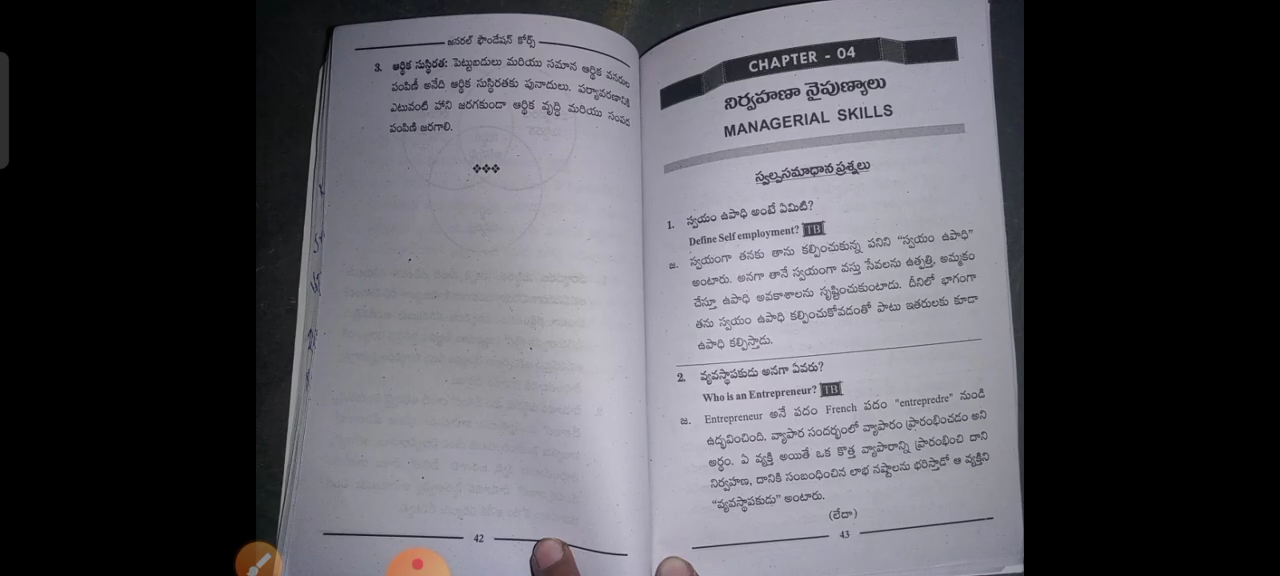 జనరల్ ఫౌండేషన్ కోర్స్
3. ఆర్థిక సుస్థిరత: పెట్టుబడులు మరియు సమాన ఆర్థిక వనరుల
పంపిణీ అనేది ఆర్థిక సుస్థిరతకు పునాదులు. పర్యావరణానికి
ఎటువంటి హాని జరగకుండా ఆర్థిక వృద్ధి మరియు సంపద
పంపిణి జరగాలి.
42
CHAPTER - 04
నిర్వహణా నైపుణ్యాలు
MANAGERIAL SKILLS
స్వల్పసమాధాన ప్రశ్నలు
1. స్వయం ఉపాధి అంటే ఏమిటి?
Define Self employment? TB
జ. స్వయంగా తనకు తాను కల్పించుకున్న పనిని "స్వయం ఉపాధి"
అంటారు. అనగా తానే స్వయంగా వస్తు సేవలను ఉత్పత్తి, అమ్మకం
చేస్తూ ఉపాధి అవకాశాలను సృష్టించుకుంటాడు. దీనిలో భాగంగా
తను స్వయం ఉపాధి కల్పించుకోవడంతో పాటు ఇతరులకు కూడా
ఉపాధి కల్పిస్తాడు.
2. వ్యవస్థాపకుడు అనగా ఏవరు?
Who is an Entrepreneur? TB
జ. Entrepreneur అనే పదం French పదం "entrepredre" నుండి
ఉద్భవించింది. వ్యాపార సందర్భంలో వ్యాపారం ప్రారంభించడం అని
అర్థం. ఏ వ్యక్తి అయితే ఒక కొత్త వ్యాపారాన్ని ప్రారంభించి దాని
నిర్వహణ, దానికి సంబంధించిన లాభ నష్టాలను భరిస్తాడో ఆ వ్యక్తిని
"వ్యవస్థాపకుడు" అంటారు.
(లేదా)
43